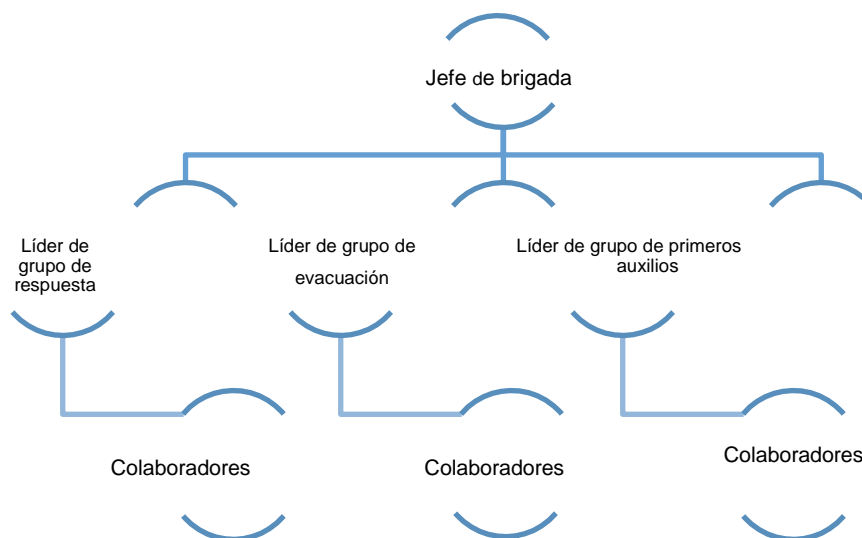 Jefe de brigada
Líder de
grupo de
respuesta
Líder de grupo de
evacuación
Líder de grupo de primeros
auxilios
Colaboradores
Colaboradores
Colaboradores